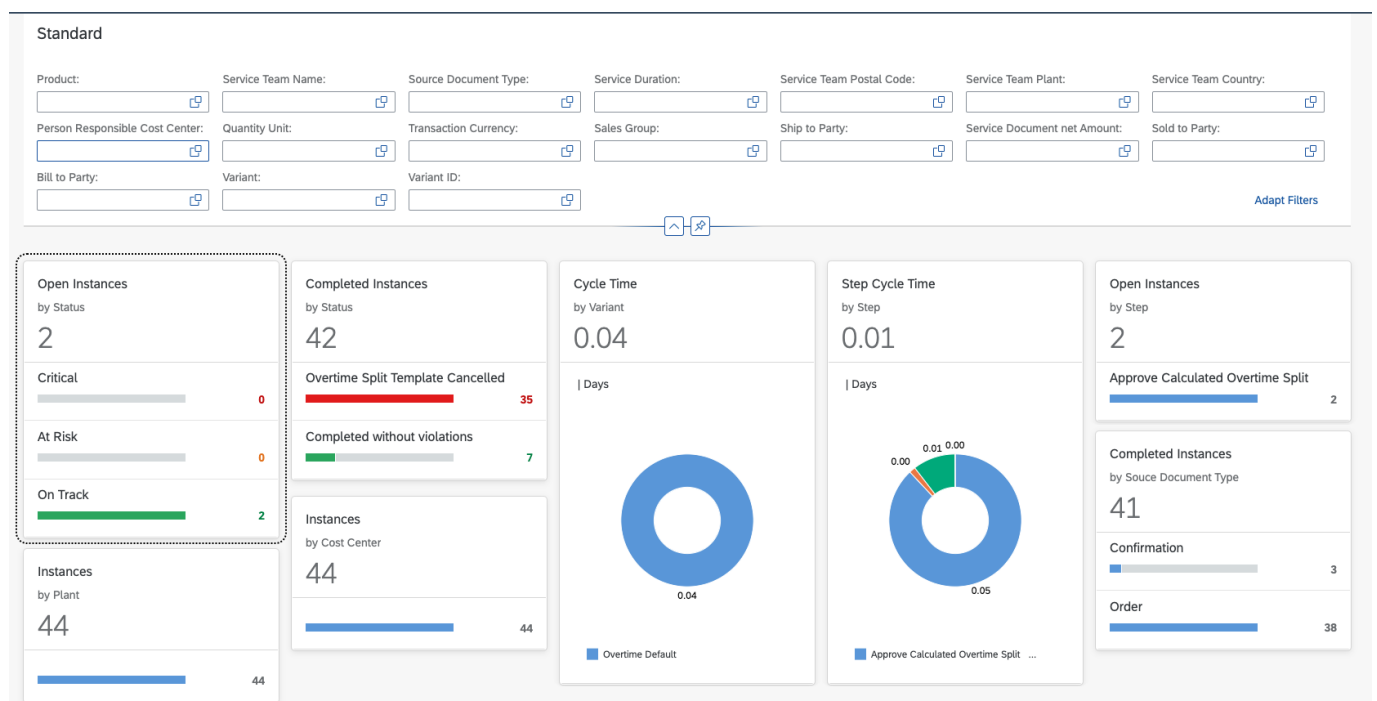 Standard
Product: Service Team Name: Source Document Type: Service Duration: Service Team Postal Code: Service Team Plant: Service Team Country:
Person Responsible Cost Center: Quantity Unit: Transaction Currency: Sales Group: Ship to Party: Service Document net Amount: Sold to Party:
Bill to Party: Variant: Variant ID:
Adapt Filters
Open Instances
by Status
2
Critical
0
At Risk
0
On Track
2
Instances
by Plant
44
44
Completed Instances
by Status
42
Overtime Split Template Cancelled
35
Completed without violations
7
Instances
by Cost Center
44
44
Cycle Time
by Variant
0.04
| Days
0.04
Overtime Default
Step Cycle Time
by Step
0.01
| Days
0.00 0.01 0.00
0.05
Approve Calculated Overtime Split ...
Open Instances
by Step
2
Approve Calculated Overtime Split
2
Completed Instances
by Souce Document Type
41
Confirmation
3
Order
38